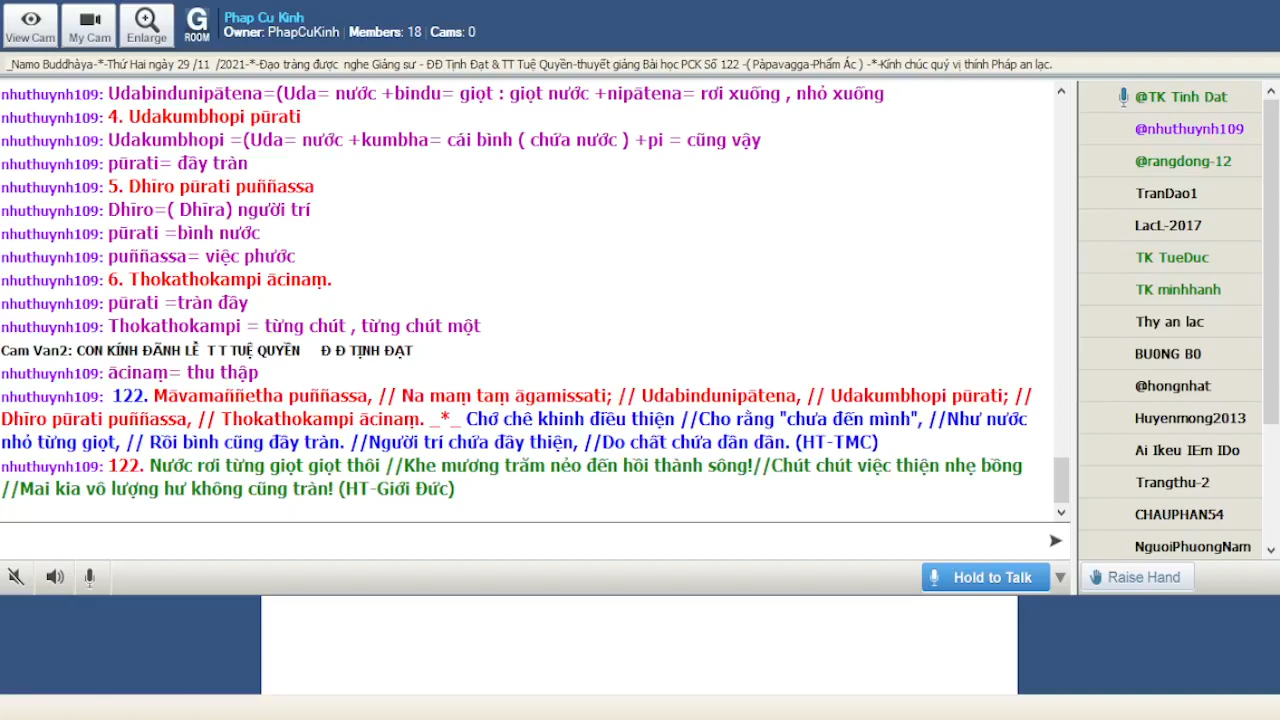 Phap Cu Kinh
Owner: PhapCuKinh | Members: 18 | Cams: 0
View Cam
My Cam
Enlarge
G
ROOM
_Namo Buddhàya-*-Thứ Hai ngày 29 /11 /2021-*-Đạo tràng được nghe Giảng sư - ĐĐ Tịnh Đạt & TT Tuệ Quyền-thuyết giảng Bài học PCK Số 122 -( Pàpavagga-Phẩm Ác ) -*-Kính chúc quý vị thính Pháp an lạc.
nhuthuynh109: Udabindunipātena=(Uda= nước +bindu= giọt : giọt nước +nipātena= rơi xuống , nhỏ xuống
nhuthuynh109: 4. Udakumbhopi pūrati
nhuthuynh109: Udakumbhopi =(Uda= nước +kumbha= cái bình ( chứa nước ) +pi = cũng vậy
nhuthuynh109: pūrati= đầy tràn
nhuthuynh109: 5. Dhīro pūrati puññassa
nhuthuynh109: Dhīro=( Dhīra) người trí
nhuthuynh109: pūrati =bình nước
nhuthuynh109: puññassa= việc phước
nhuthuynh109: 6. Thokathokampi ācinaṃ.
nhuthuynh109: pūrati =tràn đầy
nhuthuynh109: Thokathokampi = từng chút , từng chút một
Cam Van2: CON KÍNH ĐÃNH LỄ T T TUỆ QUYỀN Đ Đ TỊNH ĐẠT
nhuthuynh109: ācinaṃ= thu thập
nhuthuynh109: 122. Māvamaññetha puññassa, // Na maṃ taṃ āgamissati; // Udabindunipātena, // Udakumbhopi pūrati; //
Dhīro pūrati puññassa, // Thokathokampi ācinaṃ. _*_ Chớ chê khinh điều thiện //Cho rằng "chưa đến mình", //Như nước
nhỏ từng giọt, // Rồi bình cũng đầy tràn. //Người trí chứa đầy thiện, //Do chất chứa dần dần. (HT-TMC)
nhuthuynh109: 122. Nước rơi từng giọt giọt thôi //Khe mương trăm nẻo đến hồi thành sông!//Chút chút việc thiện nhẹ bồng
//Mai kia vô lượng hư không cũng tràn! (HT-Giới Đức)
@TK Tinh Dat
@nhuthuynh109
@rangdong-12
TranDao1
LacL-2017
TK TueDuc
TK minhhanh
Thy an lac
BU0NG B0
@hongnhat
Huyenmong2013
Ai Ikeu IEm IDo
Trangthu-2
CHAUPHAN54
NguoiPhuongNam
Hold to Talk
Raise Hand